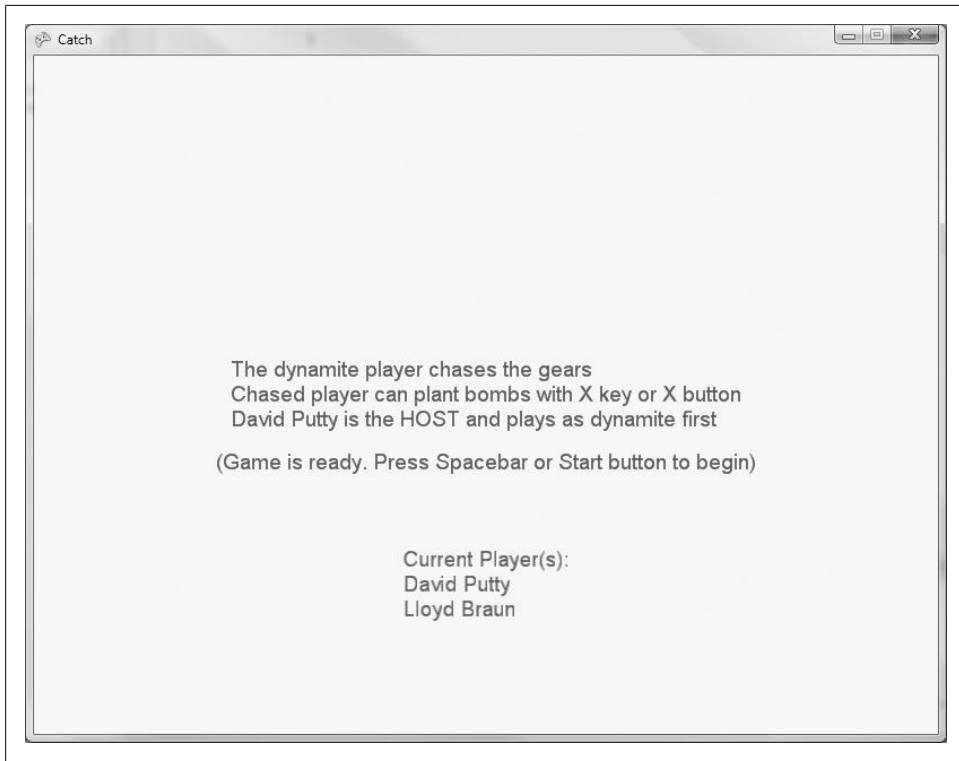 Catch
The dynamite player chases the gears
Chased player can plant bombs with X key or X button
David Putty is the HOST and plays as dynamite first
(Game is ready. Press Spacebar or Start button to begin)
Current Player(s):
David Putty
Lloyd Braun